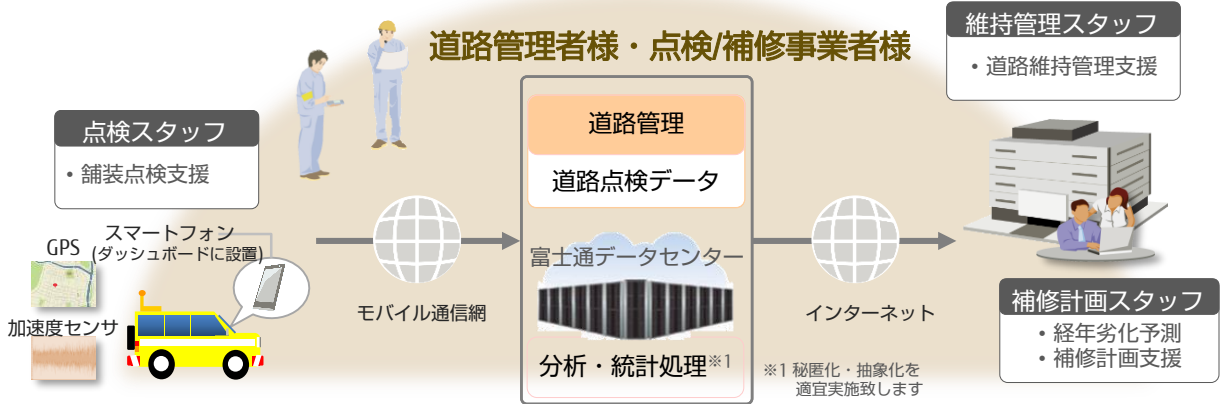 道路管理者様・点検/補修事業者様
点検スタッフ
・舗装点検支援
スマートフォン
(ダッシュボードに設置)
GPS
加速度センサ
モバイル通信網
道路管理
道路点検データ
富士通データセンター
分析・統計処理※1
インターネット
※1 秘匿化・抽象化を
適宜実施致します
維持管理スタッフ
・道路維持管理支援
補修計画スタッフ
・経年劣化予測
・補修計画支援